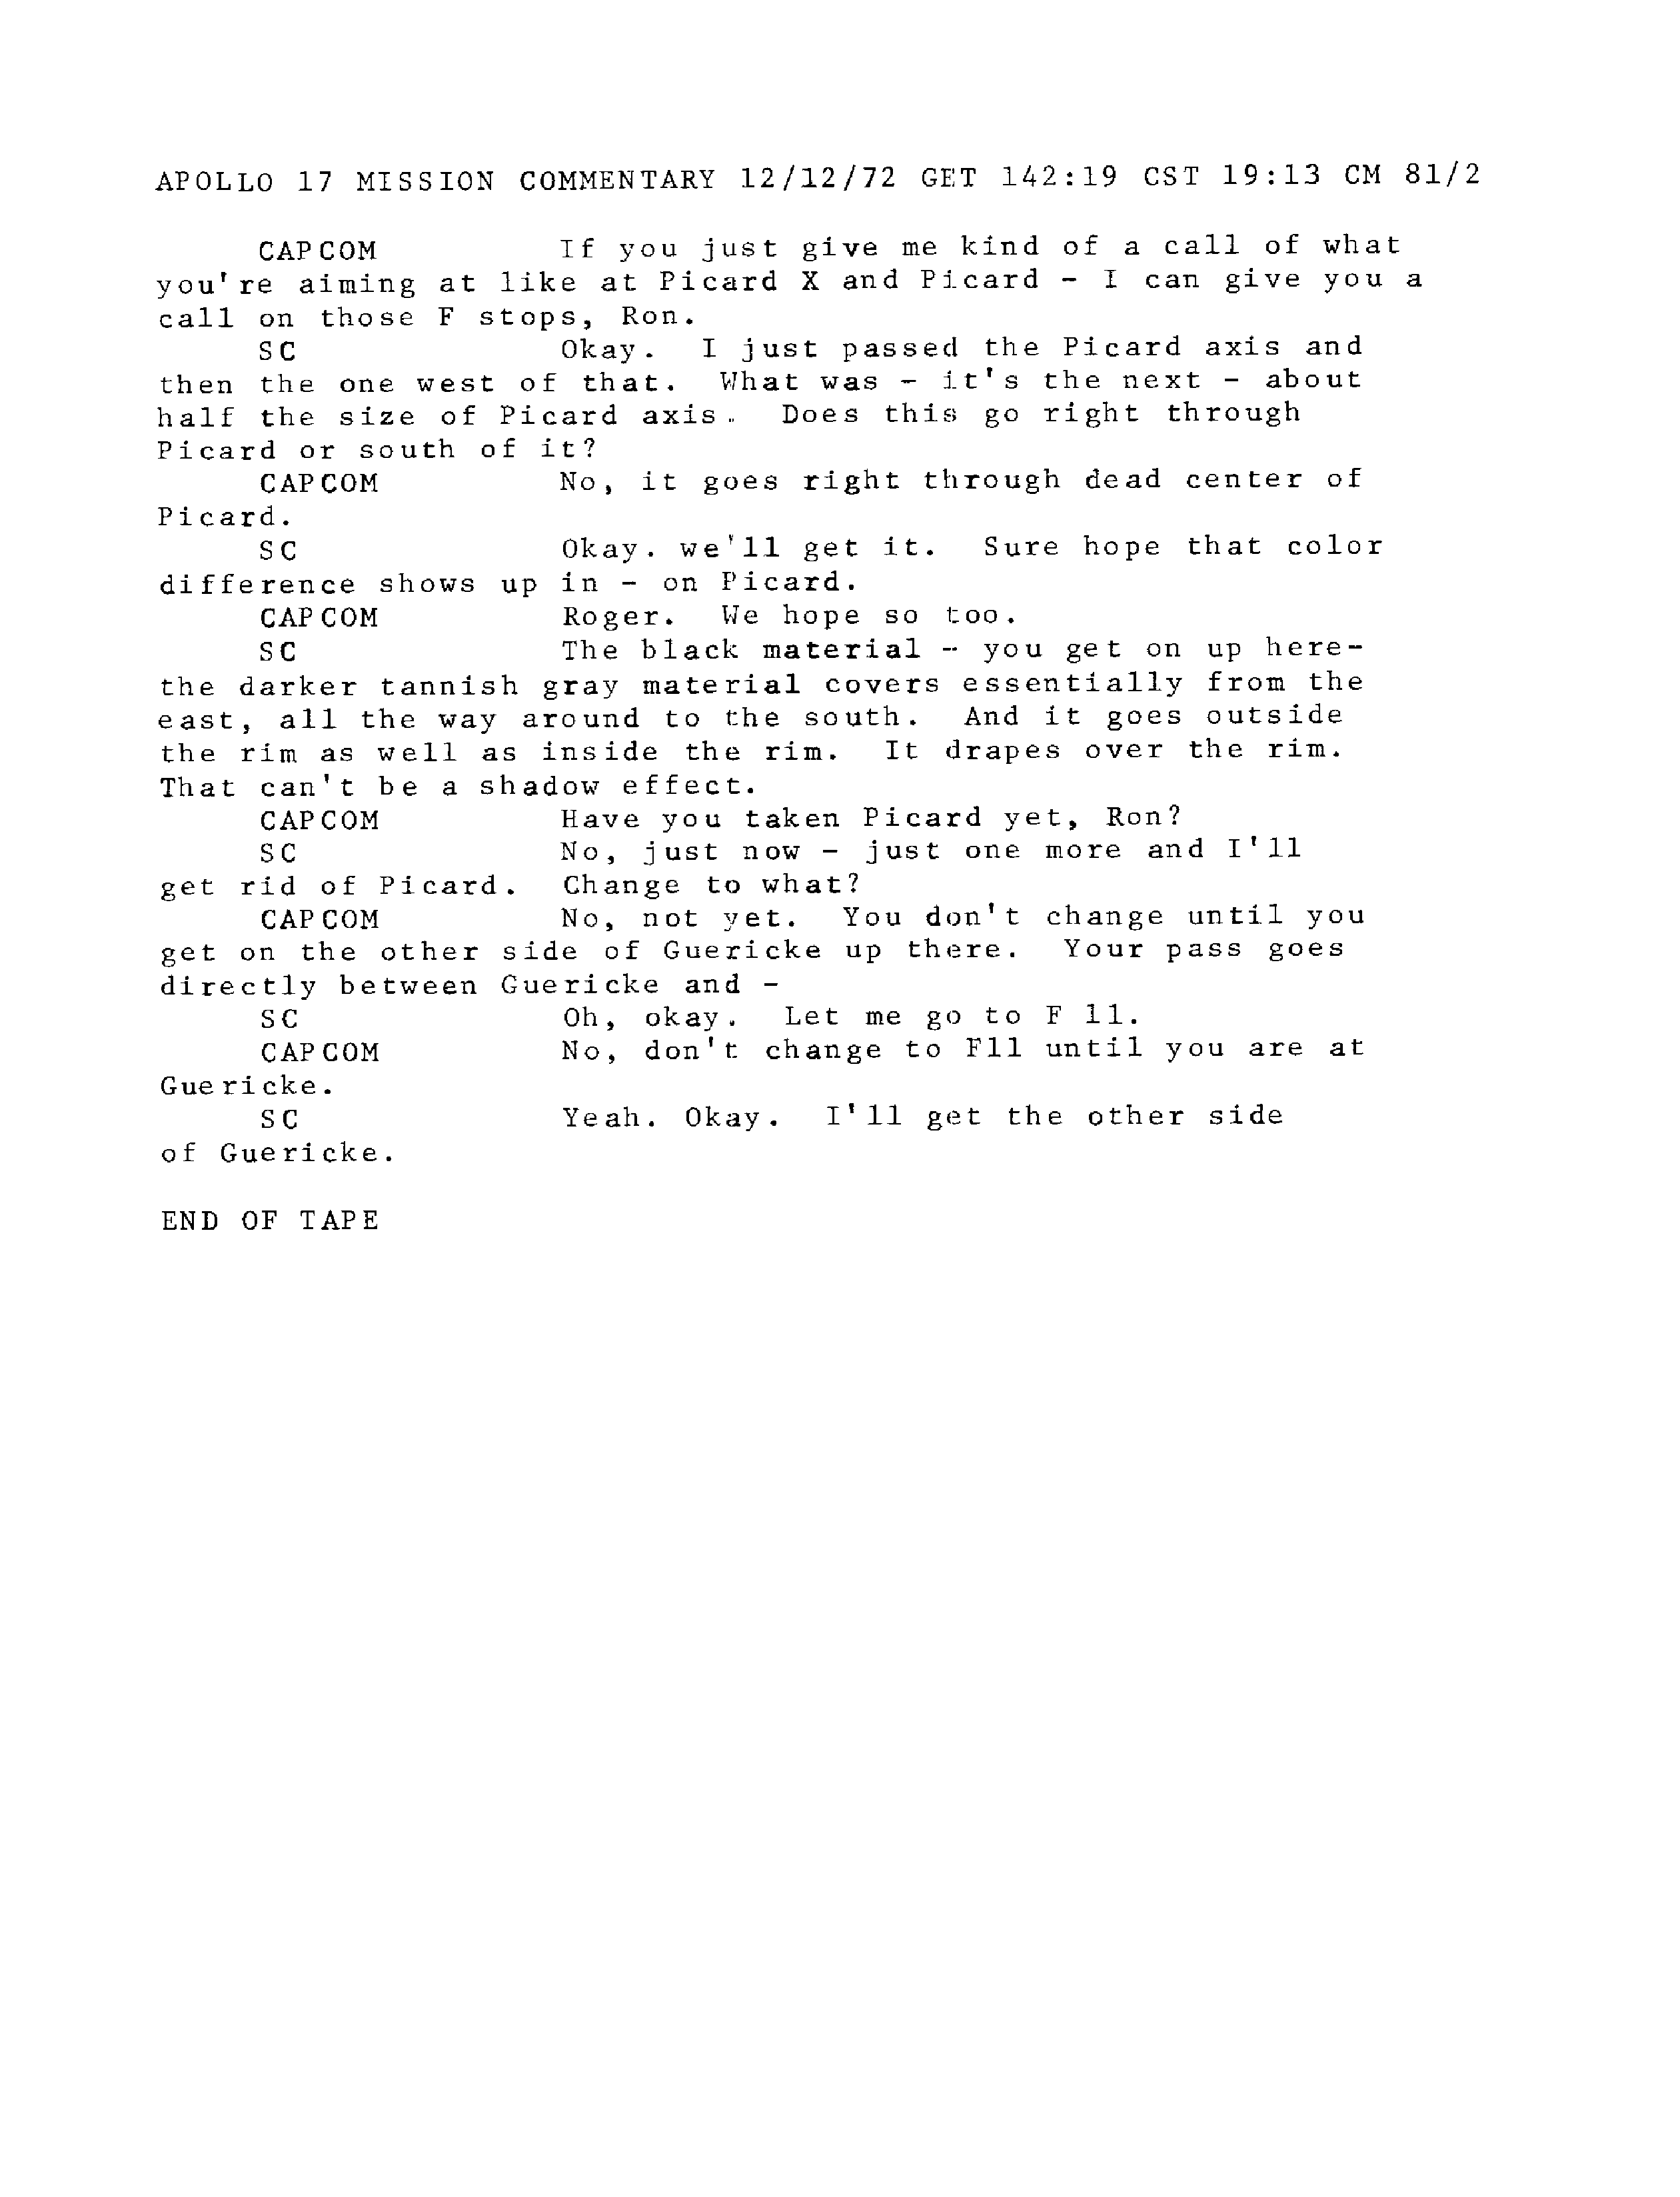 APOLLO 17 MISSION COMMENTARY 12/12/72 GET 142:19 CST 19:13 CM 81/2
CAPCOM If you just give me kind of a call of what
you're aiming at like at Picard X and Picard - I can give you a
call on those F stops, Ron.
SC Okay. I just passed the Picard axis and
then the one west of that. What was - it's the next - about
half the size of Picard axis. Does this go right through
Picard or south of it?
CAPCOM No, it goes right through dead center of
Picard.
SC Okay. we'll get it. Sure hope that color
difference shows up in - on Picard.
CAPCOM Roger. We hope so too.
SC The black material - you get on up here-
the darker tannish gray material covers essentially from the
east, all the way around to the south. And it goes outside
the rim as well as inside the rim. It drapes over the rim.
That can't be a shadow effect.
CAPCOM Have you taken Picard yet, Ron?
SC No, just now - just one more and I'll
get rid of Picard. Change to what?
CAPCOM No, not yet. You don't change until you
get on the other side of Guericke up there. Your pass goes
directly between Guericke and -
SC Oh, okay. Let me go to F 11.
CAPCOM No, don't change to F11 until you are at
Guericke.
SC Yeah. Okay. I'll get the other side
of Guericke.
END OF TAPE